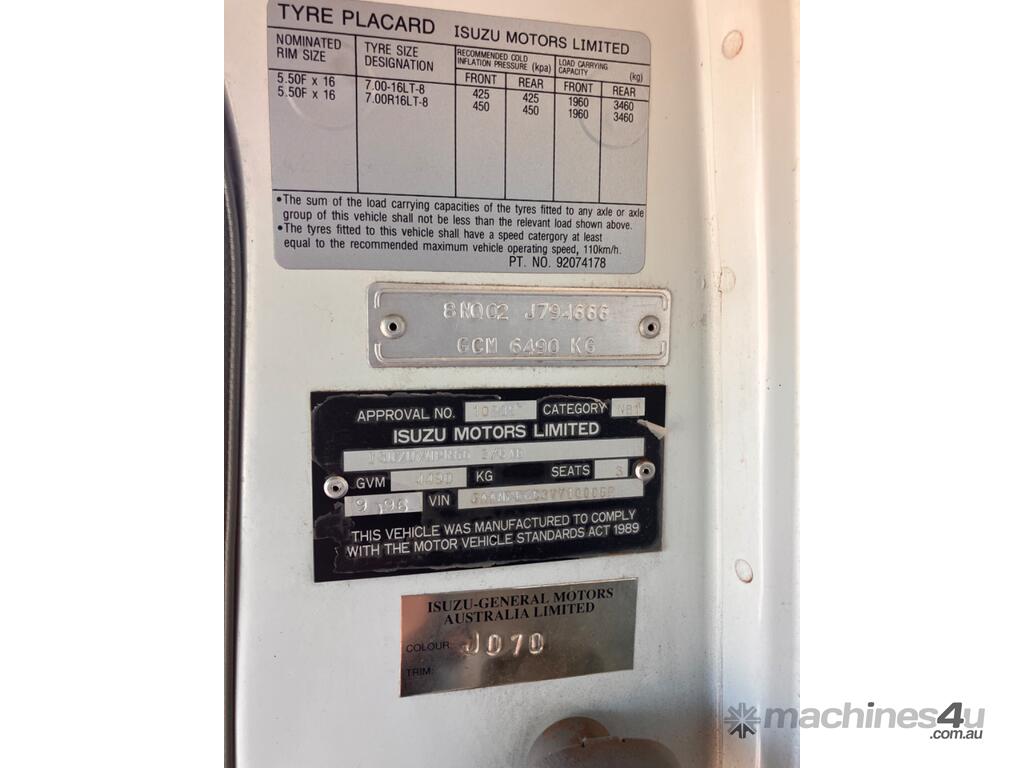 TYRE PLACARD ISUZU MOTORS LIMITED
NOMINATED RIM SIZE TYRE SIZE DESIGNATION RECOMMENDED COLD INFLATION PRESSURE (kpa) LOAD CARRYING CAPACITY (kg)
FRONT REAR FRONT REAR
5.50F x 16 7.00-16LT-8 425 425 1960 3460
5.50F x 16 7.00R16LT-8 450 450 1960 3460
•The sum of the load carrying capacities of the tyres fitted to any axle or axle
group of this vehicle shall not be less than the relevant load shown above.
•The tyres fitted to this vehicle shall have a speed catergory at least
equal to the recommended maximum vehicle operating speed, 110km/h.
PT. NO. 92074178
GCM 6490 KG
APPROVAL NO. CATEGORY NB1
ISUZU MOTORS LIMITED
GVM 4490 KG SEATS 3
9 96 VIN
THIS VEHICLE WAS MANUFACTURED TO COMPLY
WITH THE MOTOR VEHICLE STANDARDS ACT 1989
ISUZU-GENERAL MOTORS
AUSTRALIA LIMITED
COLOUR: J070
TRIM:
machines4u
.com.au